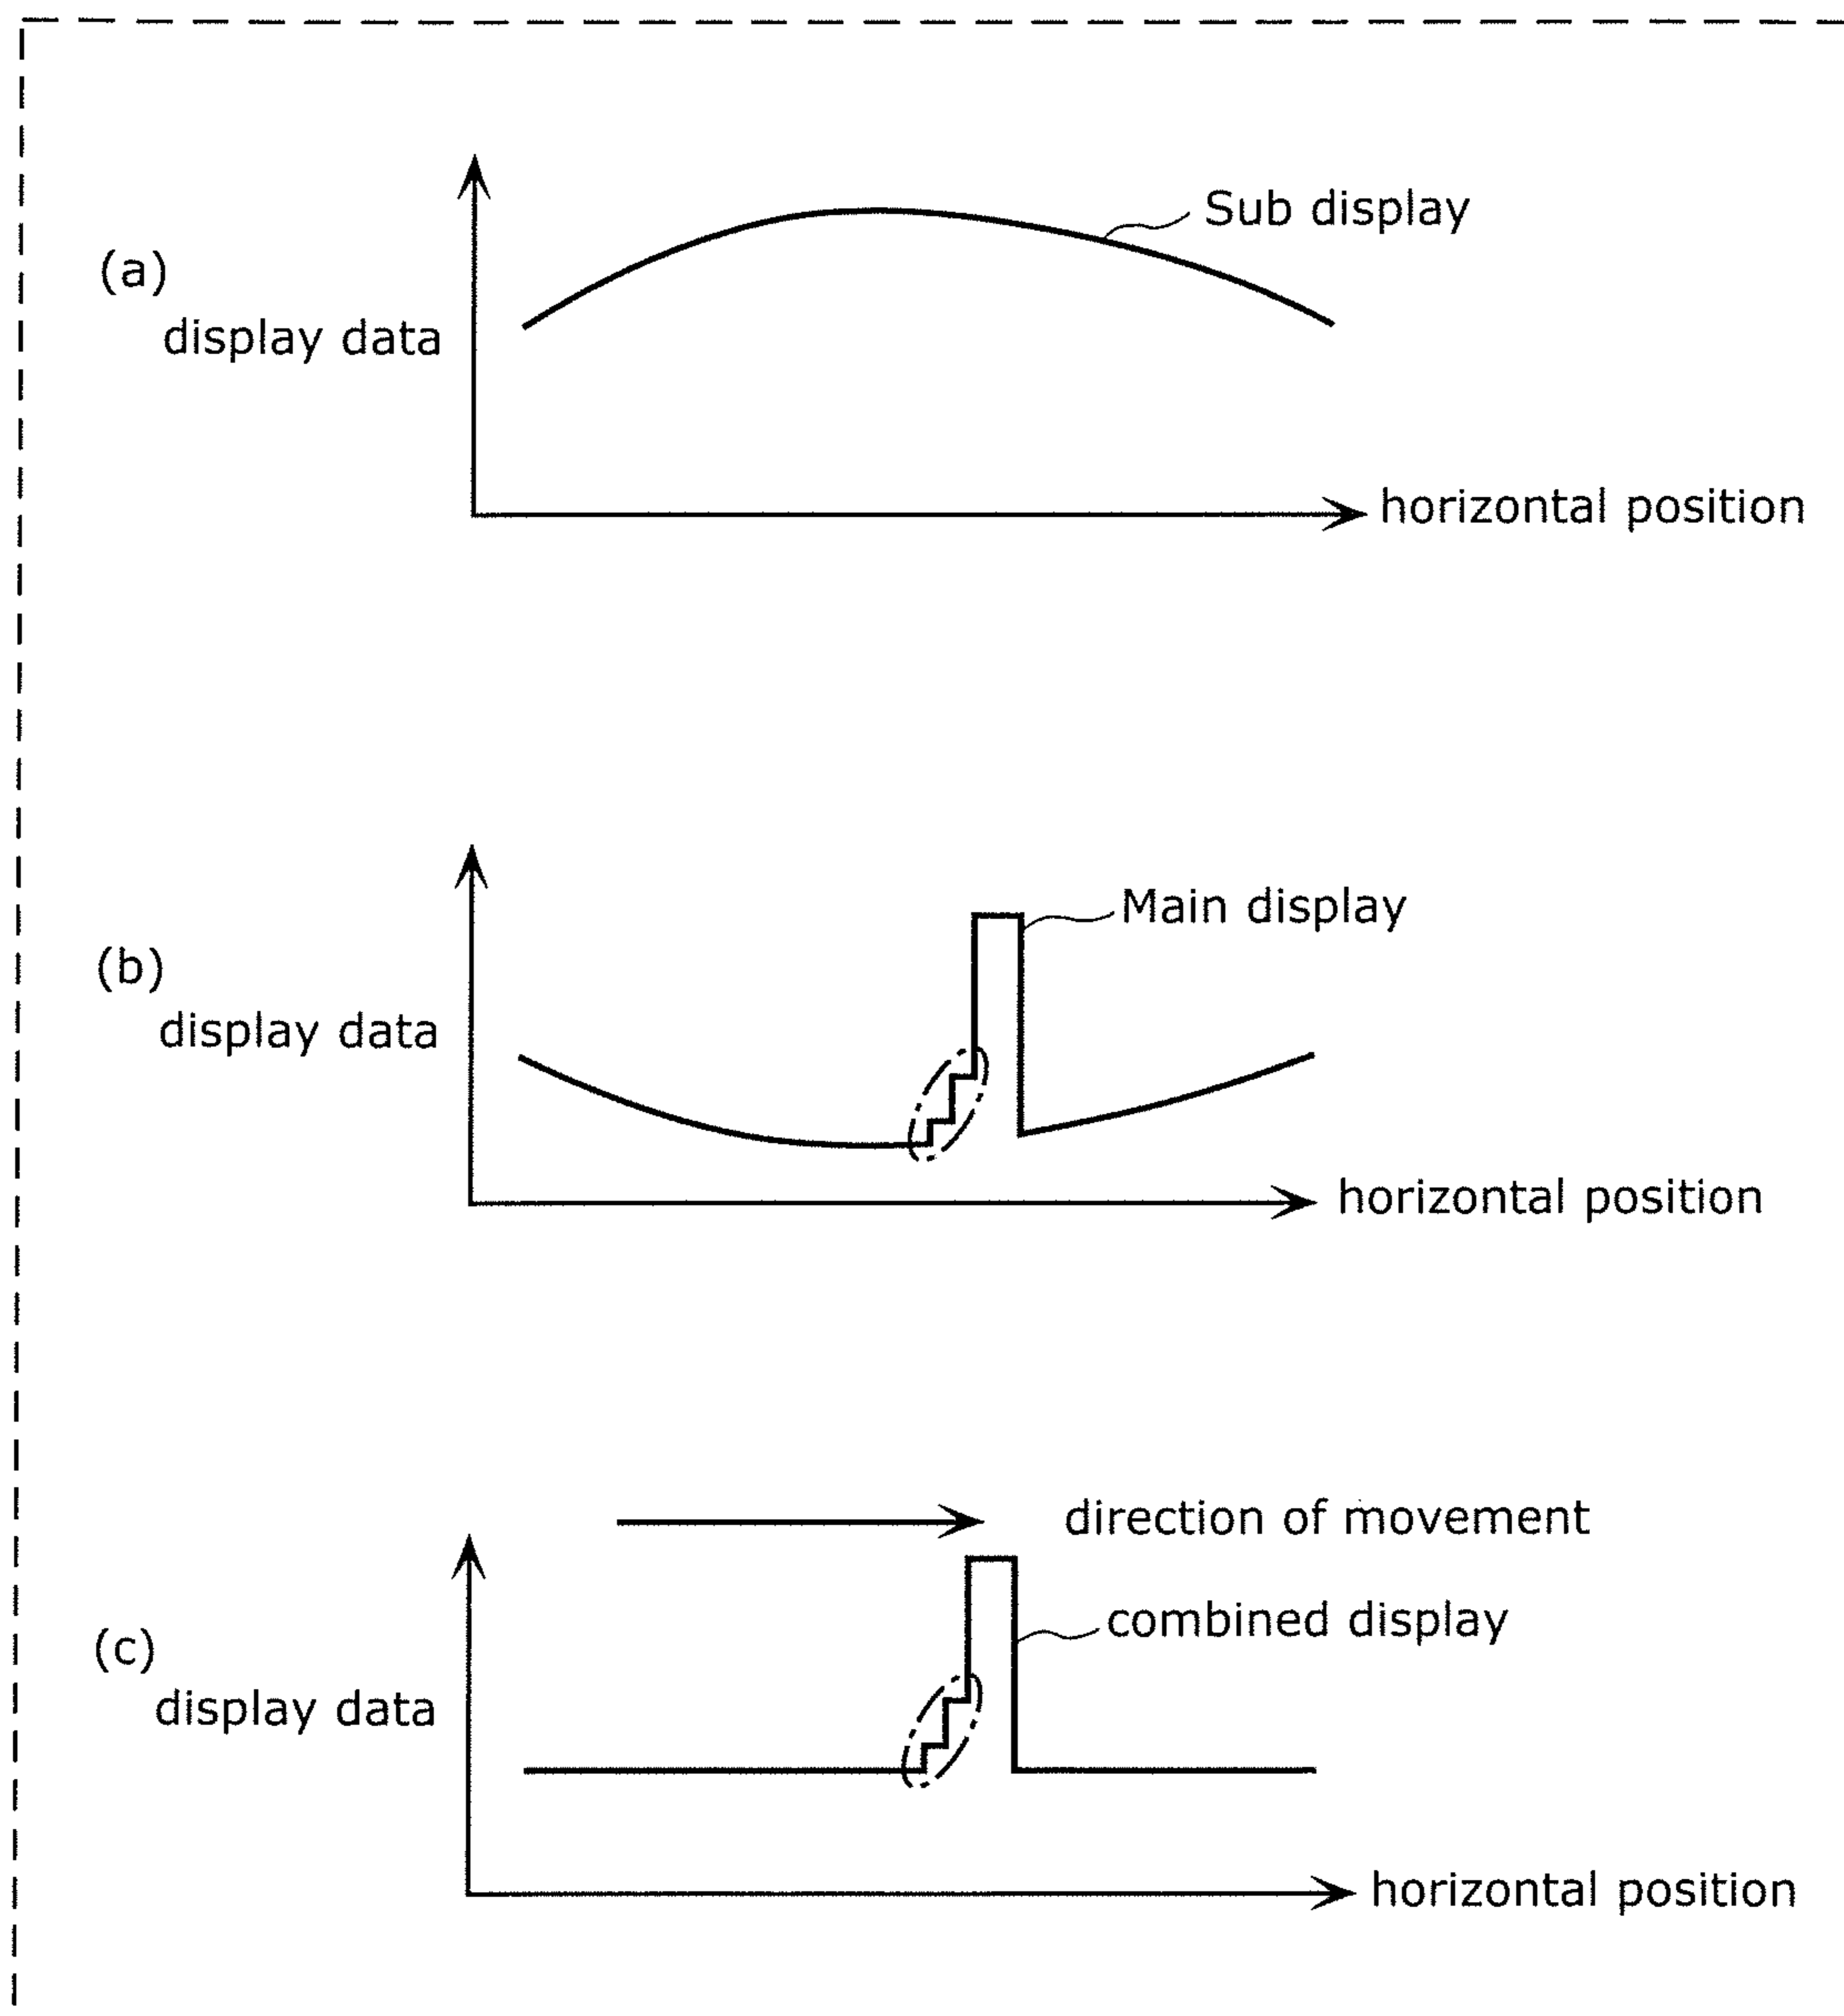 (a)
Sub display
display data
horizontal position
(b)
Main display
display data
horizontal position
direction of movement
(c)
combined display
display data
horizontal position